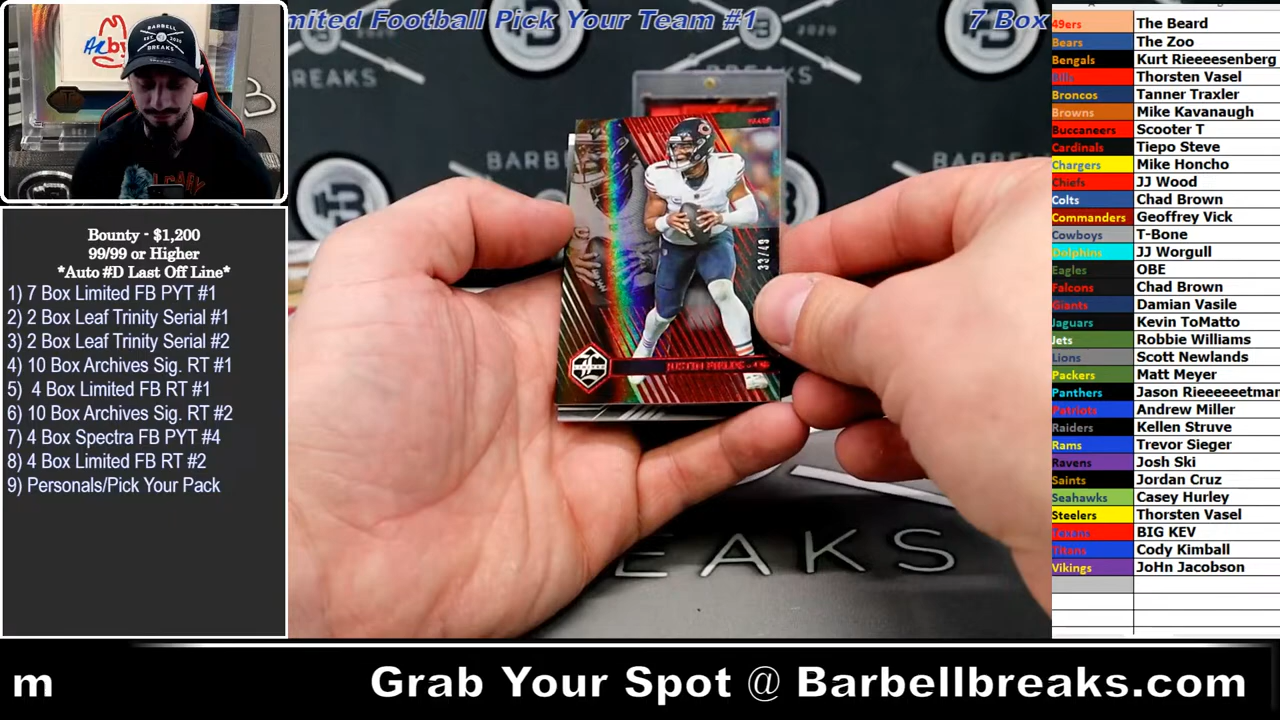 mited Football Pick Your Team #1
7 Box
BARBELL
BREAKS
Bounty - $1,200
99/99 or Higher
*Auto #D Last Off Line*
1) 7 Box Limited FB PYT #1
2) 2 Box Leaf Trinity Serial #1
3) 2 Box Leaf Trinity Serial #2
4) 10 Box Archives Sig. RT #1
5) 4 Box Limited FB RT #1
6) 10 Box Archives Sig. RT #2
7) 4 Box Spectra FB PYT #4
8) 4 Box Limited FB RT #2
9) Personals/Pick Your Pack
BARB
BREAKS
33/49
LIMITED
JUSTIN FIELDS - QB
EAKS
49ers The Beard
Bears The Zoo
Bengals Kurt Rieeeesenberg
Bills Thorsten Vasel
Broncos Tanner Traxler
Browns Mike Kavanaugh
Buccaneers Scooter T
Cardinals Tiepo Steve
Chargers Mike Honcho
Chiefs JJ Wood
Colts Chad Brown
Commanders Geoffrey Vick
Cowboys T-Bone
Dolphins JJ Worgull
Eagles OBE
Falcons Chad Brown
Giants Damian Vasile
Jaguars Kevin ToMatto
Jets Robbie Williams
Lions Scott Newlands
Packers Matt Meyer
Panthers Jason Rieeeeetman
Patriots Andrew Miller
Raiders Kellen Struve
Rams Trevor Sieger
Ravens Josh Ski
Saints Jordan Cruz
Seahawks Casey Hurley
Steelers Thorsten Vasel
Texans BIG KEV
Titans Cody Kimball
Vikings JoHn Jacobson
m
Grab Your Spot @ Barbellbreaks.com